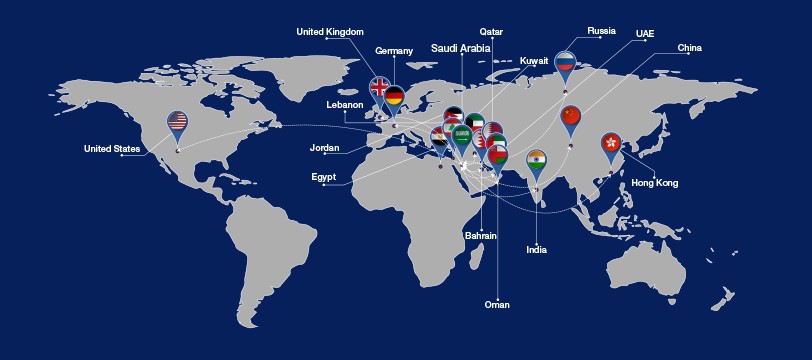 United Kingdom
Qatar
Russia
UAE
Germany
Saudi Arabia
China
Kuwait
Lebanon
United States
Jordan
Egypt
Hong Kong
Bahrain
India
Oman